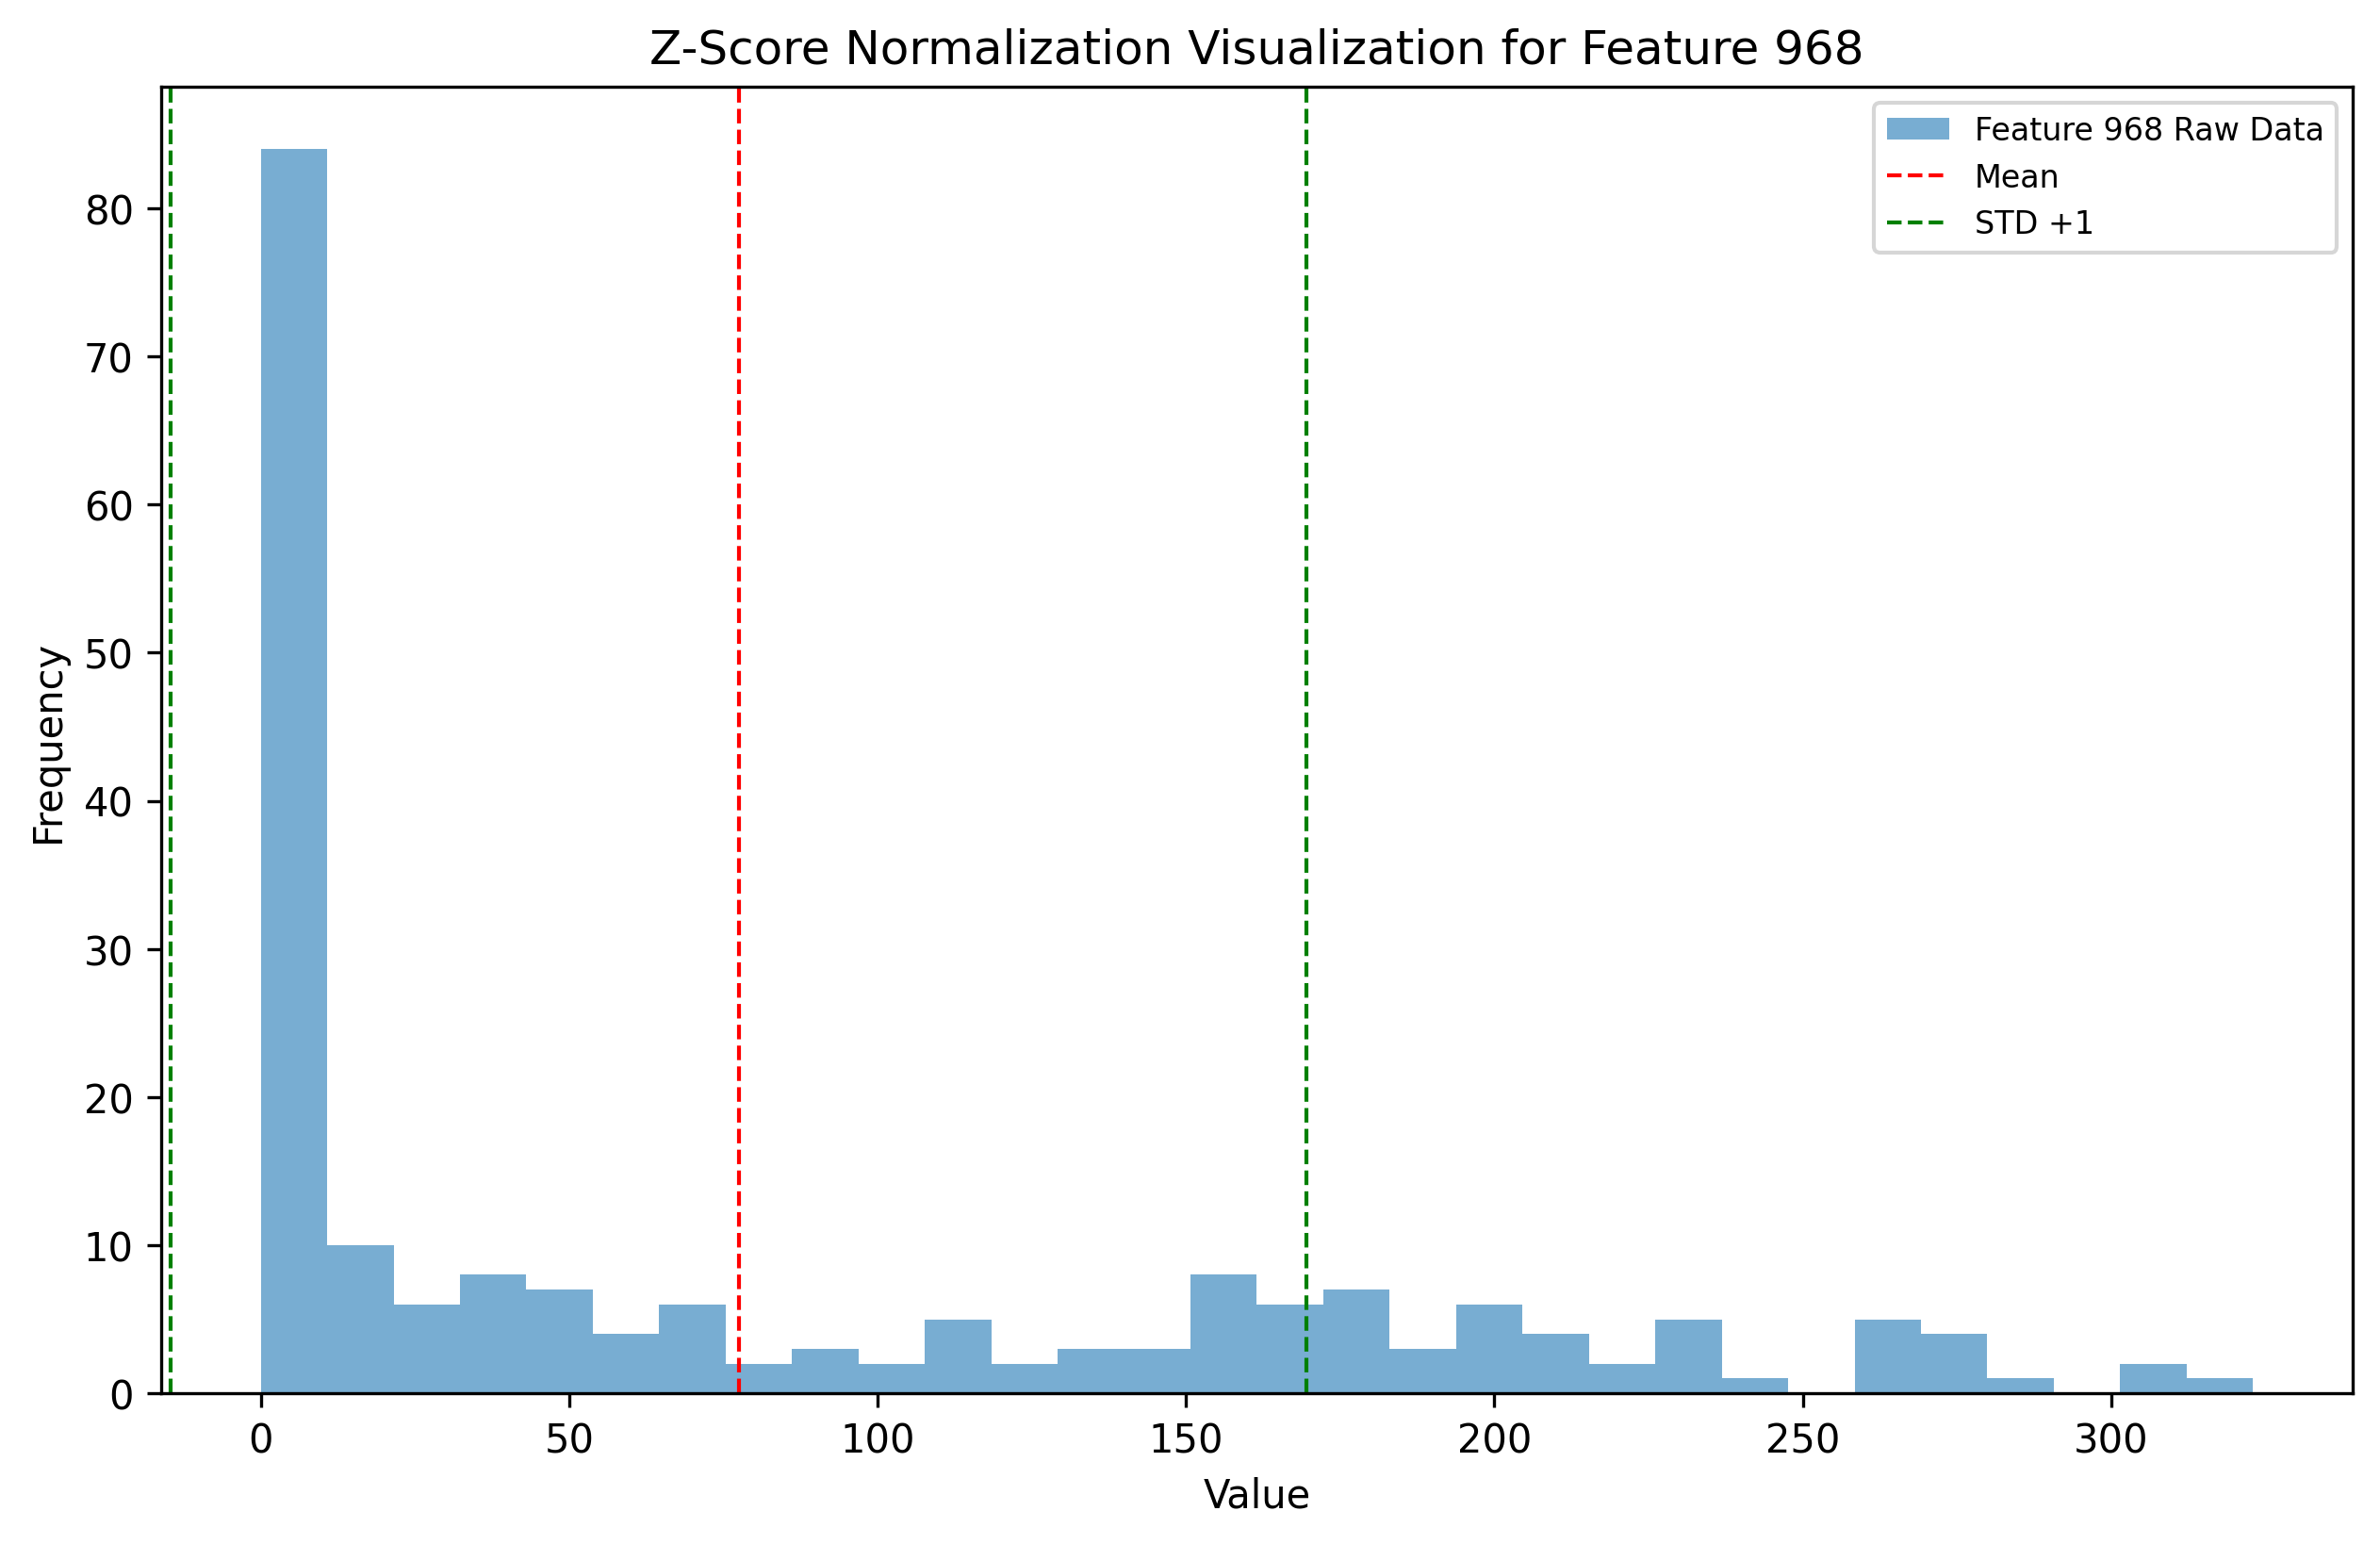 Z-Score Normalization Visualization for Feature 968
Feature 968 Raw Data
Mean
STD +1
80
70
60
50
40
30
20
10
0
Frequency
0 50 100 150 200 250 300
Value